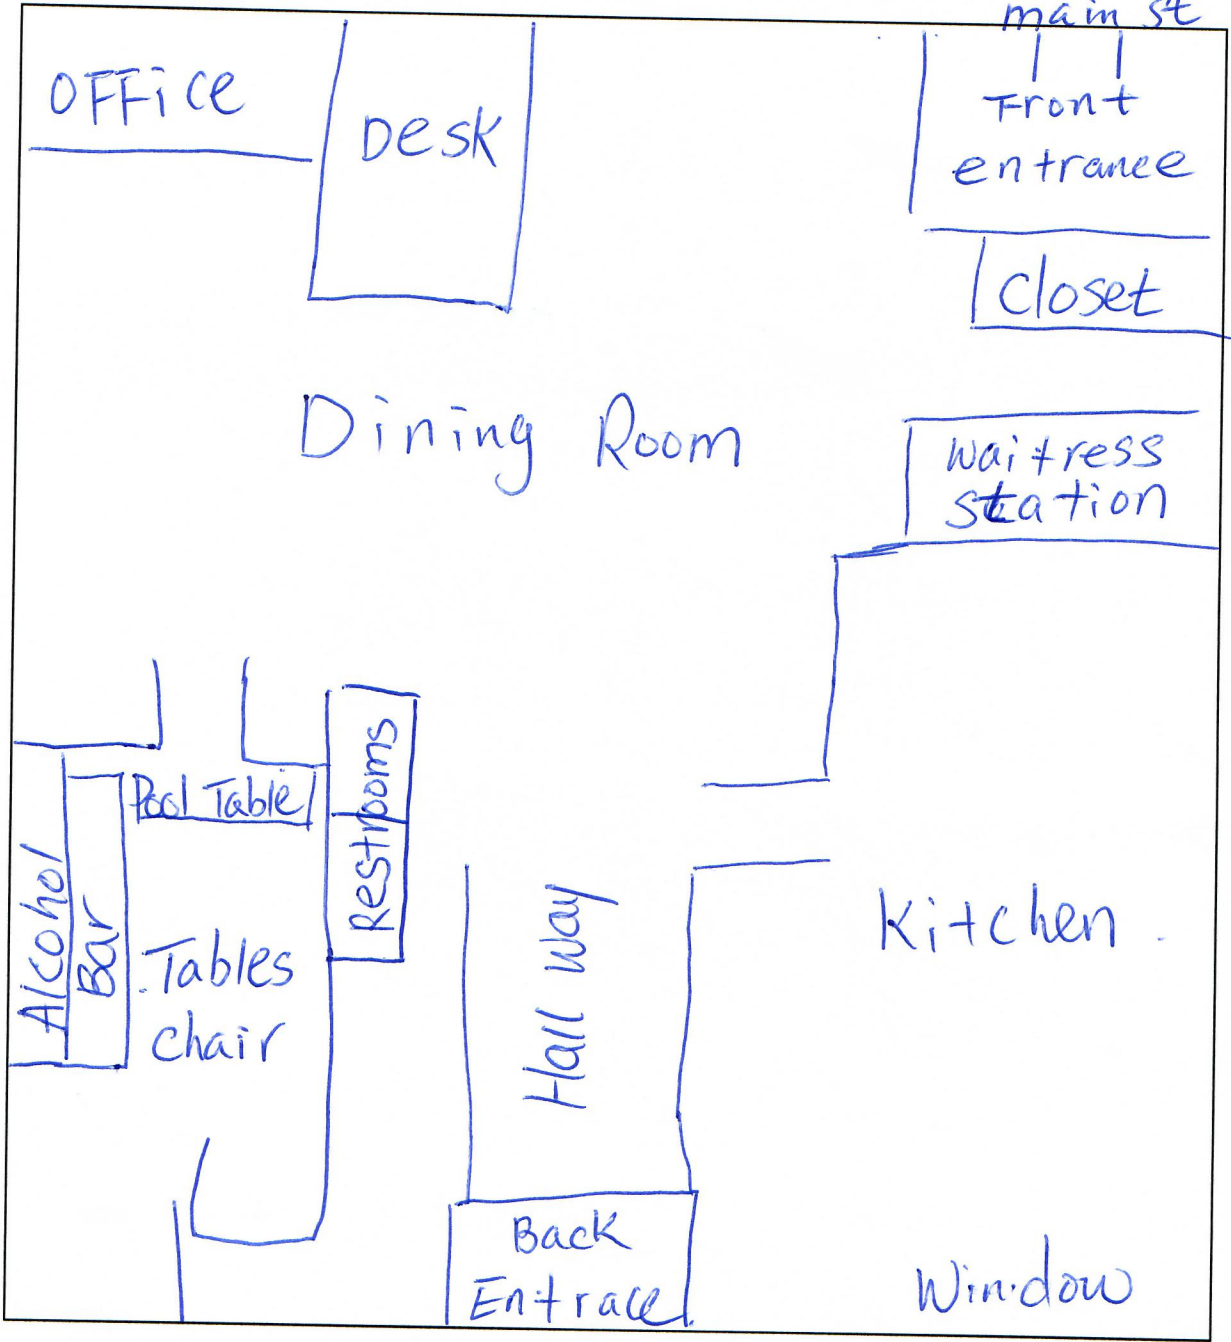 main st
OFFice
Desk
Front
entrance
Closet
Dining Room
Waitress
station
Pool Table
Restrooms
Alcohol
Bar
Tables
chair
Hall way
Kitchen
Back
Entrace
Window